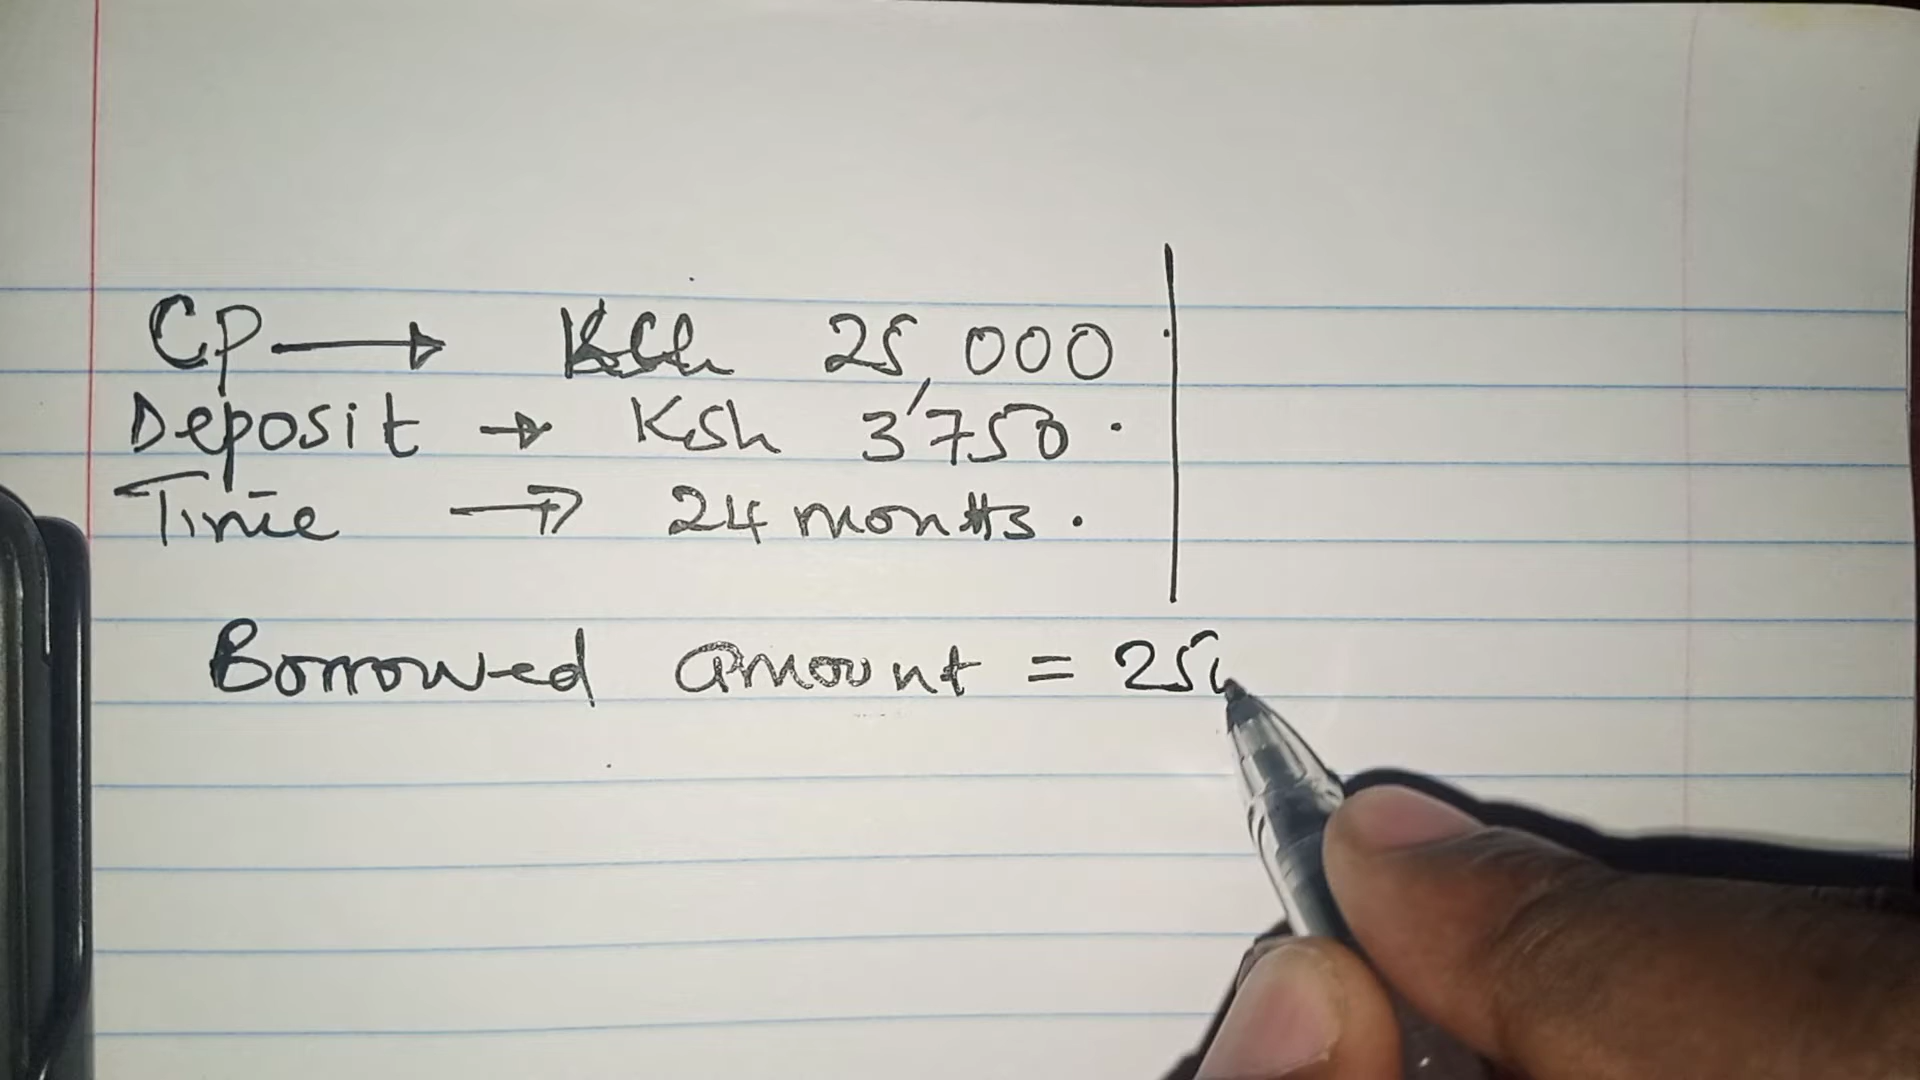 CP → Ksh 25,000
Deposit → Ksh 3'750.
Time → 24 months.
Borrowed amount = 25